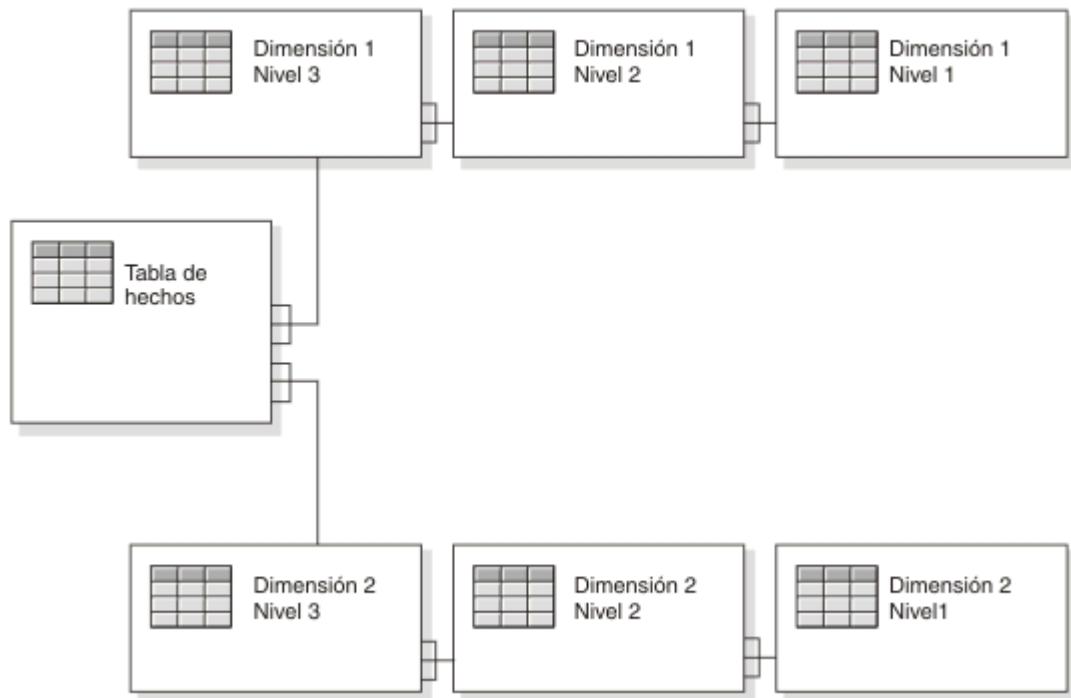 Dimensión 1
Nivel 3
Dimensión 1
Nivel 2
Dimensión 1
Nivel 1
Tabla de
hechos
Dimensión 2
Nivel 3
Dimensión 2
Nivel 2
Dimensión 2
Nivel1